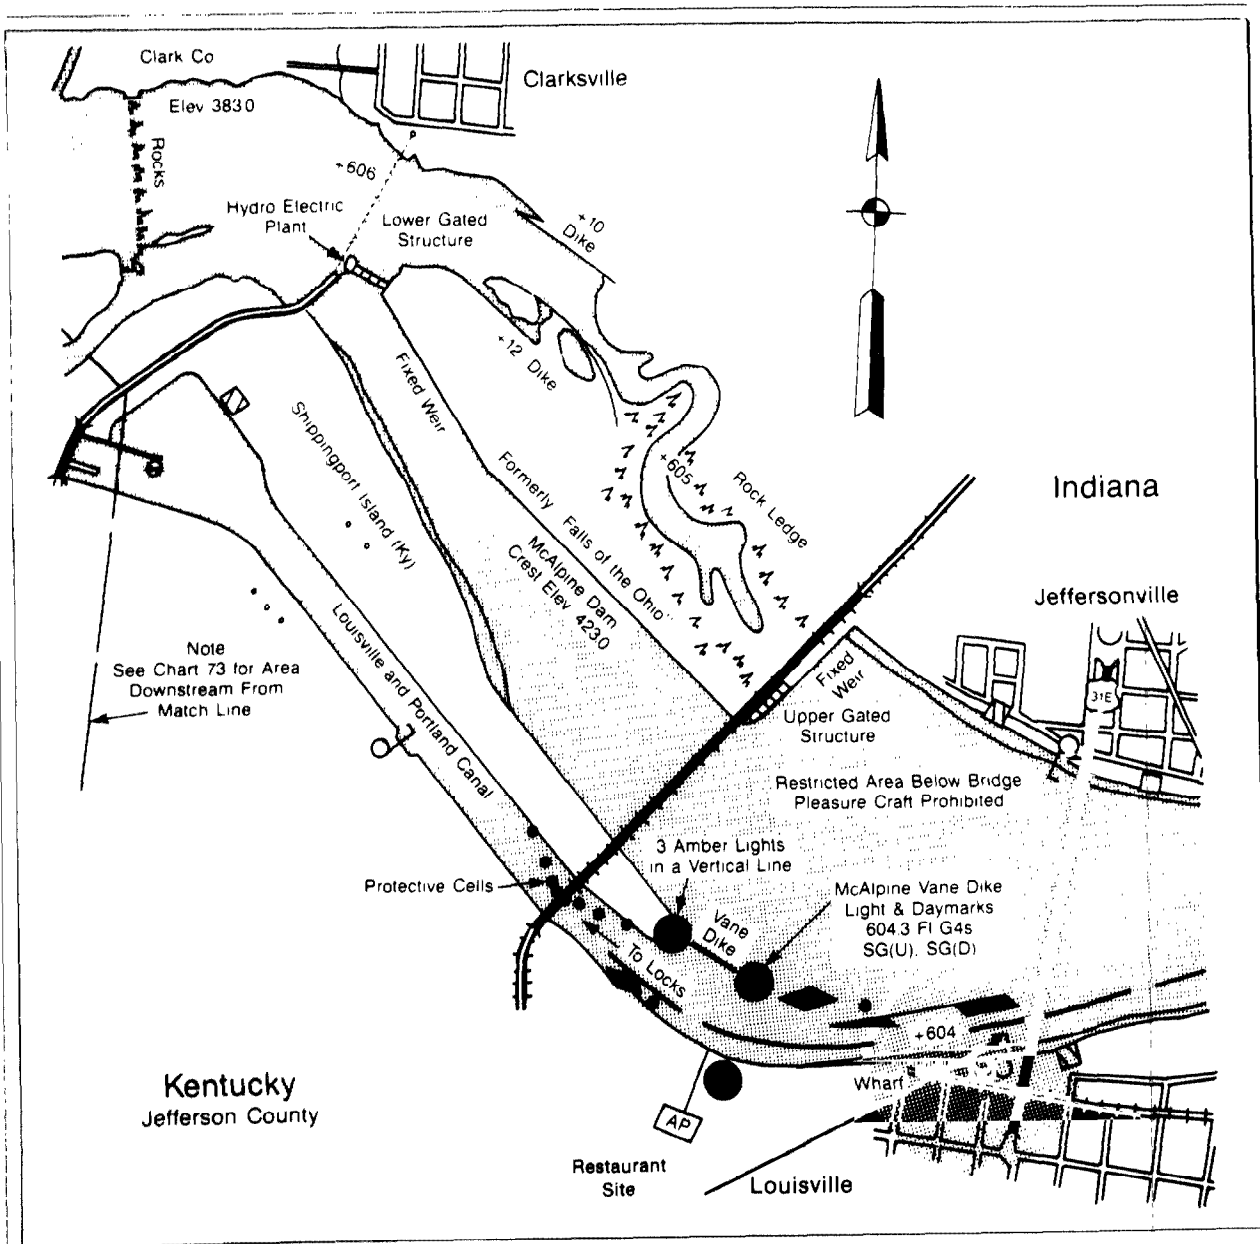 Clark Co
Clarksville
Elev 3830
Rocks
+606
Hydro Electric
Plant
Lower Gated
Structure
+10
Dike
+12 Dike
Fixed Weir
Shippingport Island (Ky)
Formerly Falls of the Ohio
McAlpine Dam
Crest Elev 4230
+605
Rock Ledge
Indiana
Jeffersonville
31E
Note
See Chart 73 for Area
Downstream From
Match Line
Louisville and Portland Canal
Fixed
Weir
Upper Gated
Structure
Restricted Area Below Bridge
Pleasure Craft Prohibited
3 Amber Lights
in a Vertical Line
Protective Cells
McAlpine Vane Dike
Light & Daymarks
604.3 Fl G4s
SG(U). SG(D)
Vane
Dike
To Locks
+604
Wharf
Kentucky
Jefferson County
AP
Restaurant
Site
Louisville